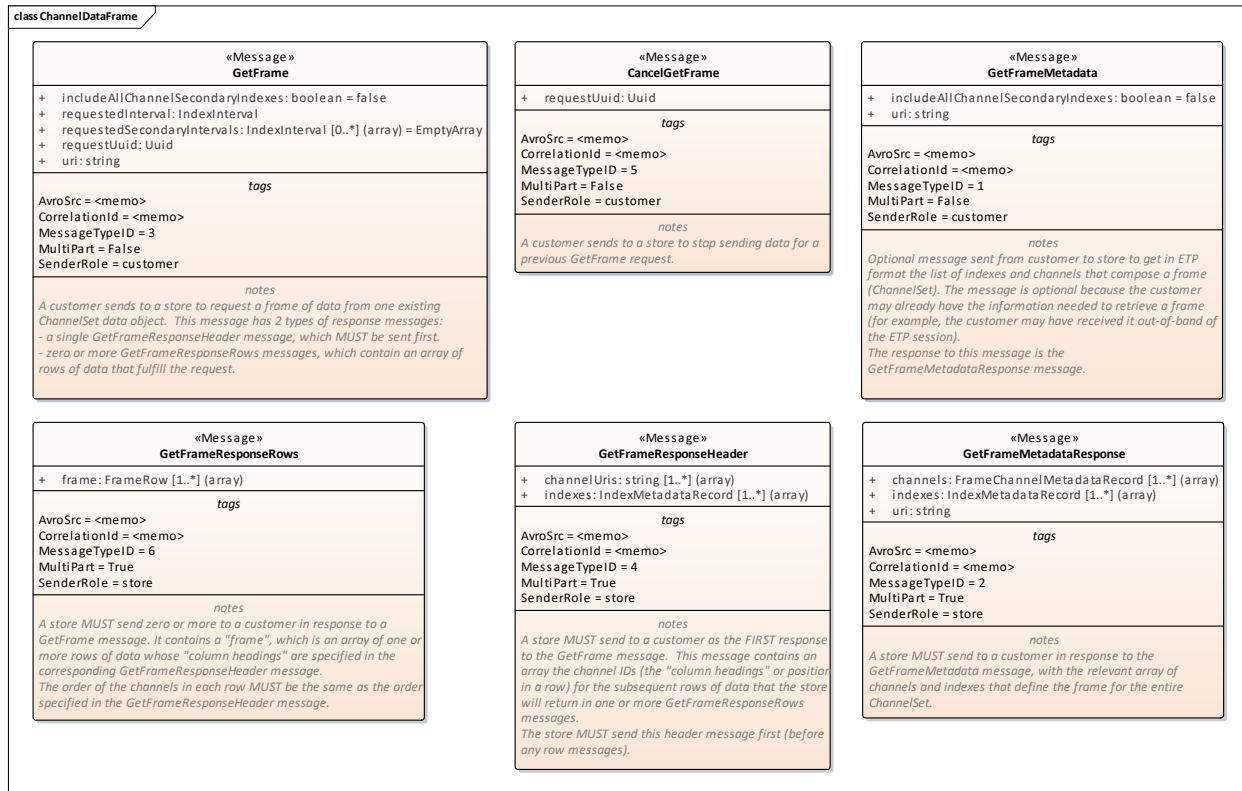 class ChannelDataFrame
«Message»
GetFrame
+ includeAllChannelSecondaryIndexes: boolean = false
+ requestedInterval: IndexInterval
+ requestedSecondaryIntervals: IndexInterval [0..*] (array) = EmptyArray
+ requestUuid: Uuid
+ uri: string
tags
AvroSrc = <memo>
CorrelationId = <memo>
MessageTypeID = 3
MultiPart = False
SenderRole = customer
notes
A customer sends to a store to request a frame of data from one existing
ChannelSet data object.  This message has 2 types of response messages:
- a single GetFrameResponseHeader message, which MUST be sent first.
- zero or more GetFrameResponseRows messages, which contain an array of
rows of data that fulfill the request.
«Message»
CancelGetFrame
+ requestUuid: Uuid
tags
AvroSrc = <memo>
CorrelationId = <memo>
MessageTypeID = 5
MultiPart = False
SenderRole = customer
notes
A customer sends to a store to stop sending data for a
previous GetFrame request.
«Message»
GetFrameMetadata
+ includeAllChannelSecondaryIndexes: boolean = false
+ uri: string
tags
AvroSrc = <memo>
CorrelationId = <memo>
MessageTypeID = 1
MultiPart = False
SenderRole = customer
notes
Optional message sent from customer to store to get in ETP
format the list of indexes and channels that compose a frame
(ChannelSet). The message is optional because the customer
may already have the information needed to retrieve a frame
(for example, the customer may have received it out-of-band of
the ETP session).
The response to this message is the
GetFrameMetadataResponse message.
«Message»
GetFrameResponseRows
+ frame: FrameRow [1..*] (array)
tags
AvroSrc = <memo>
CorrelationId = <memo>
MessageTypeID = 6
MultiPart = True
SenderRole = store
notes
A store MUST send zero or more to a customer in response to a
GetFrame message. It contains a "frame", which is an array of one or
more rows of data whose "column headings" are specified in the
corresponding GetFrameResponseHeader message.
The order of the channels in each row MUST be the same as the order
specified in the GetFrameResponseHeader message.
«Message»
GetFrameResponseHeader
+ channelUris: string [1..*] (array)
+ indexes: IndexMetadataRecord [1..*] (array)
tags
AvroSrc = <memo>
CorrelationId = <memo>
MessageTypeID = 4
MultiPart = True
SenderRole = store
notes
A store MUST send to a customer as the FIRST response
to the GetFrame message.  This message contains an
array the channel IDs (the "column headings" or position
in a row) for the subsequent rows of data that the store
will return in one or more GetFrameResponseRows
messages.
The store MUST send this header message first (before
any row messages).
«Message»
GetFrameMetadataResponse
+ channels: FrameChannelMetadataRecord [1..*] (array)
+ indexes: IndexMetadataRecord [1..*] (array)
+ uri: string
tags
AvroSrc = <memo>
CorrelationId = <memo>
MessageTypeID = 2
MultiPart = True
SenderRole = store
notes
A store MUST send to a customer in response to the
GetFrameMetadata message, with the relevant array of
channels and indexes that define the frame for the entire
ChannelSet.